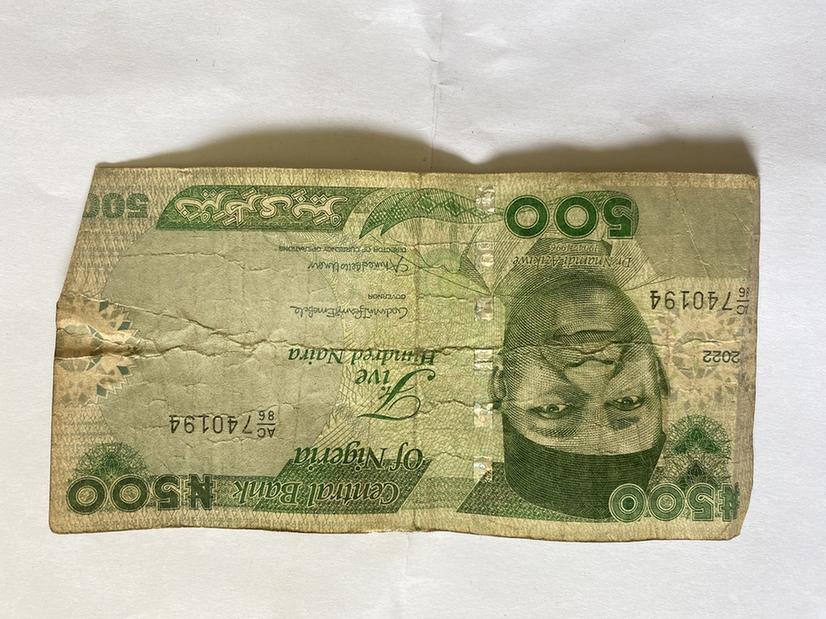 ₦500
Central Bank
Of Nigeria
₦500
AC
86 740194
Five
Hundred Naira
2022
GOVERNOR
AC
86 740194
DIRECTOR OF CURRENCY OPERATIONS
Dr Nnamdi Azikiwe
1904-1996
500
500